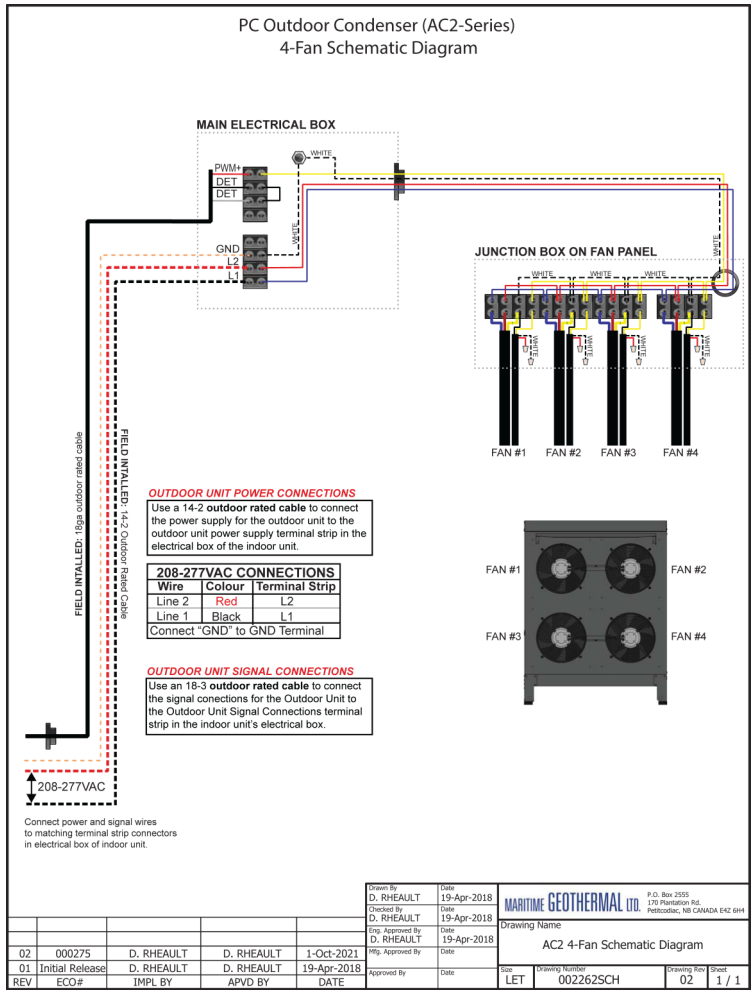 PC Outdoor Condenser (AC2-Series)
4-Fan Schematic Diagram
MAIN ELECTRICAL BOX
WHITE
PWM+
DET
DET
WHITE
GND
L2
L1
WHITE
JUNCTION BOX ON FAN PANEL
WHITE
WHITE
WHITE
WHITE
WHITE
WHITE
WHITE
FAN #1
FAN #2
FAN #3
FAN #4
FIELD INTALLED: 18ga outdoor rated cable
FIELD INTALLED: 14-2 Outdoor Rated Cable
OUTDOOR UNIT POWER CONNECTIONS
Use a 14-2 outdoor rated cable to connect
the power supply for the outdoor unit to the
outdoor unit power supply terminal strip in the
electrical box of the indoor unit.
208-277VAC CONNECTIONS
Wire Colour Terminal Strip
Line 2 Red L2
Line 1 Black L1
Connect “GND” to GND Terminal
OUTDOOR UNIT SIGNAL CONNECTIONS
Use an 18-3 outdoor rated cable to connect
the signal conections for the Outdoor Unit to
the Outdoor Unit Signal Connections terminal
strip in the indoor unit’s electrical box.
FAN #1
FAN #2
FAN #3
FAN #4
208-277VAC
Connect power and signal wires
to matching terminal strip connectors
in electrical box of indoor unit.
Drawn By Date
D. RHEAULT 19-Apr-2018
Checked By Date
D. RHEAULT 19-Apr-2018
Eng. Approved By Date
D. RHEAULT 19-Apr-2018
Mfg. Approved By Date
Approved By Date
MARITIME GEOTHERMAL LTD.
P.O. Box 2555
170 Plantation Rd.
Petitcodiac, NB CANADA E4Z 6H4
Drawing Name
AC2 4-Fan Schematic Diagram
Size Drawing Number Drawing Rev Sheet
LET 002262SCH 02 1 / 1
02 000275 D. RHEAULT D. RHEAULT 1-Oct-2021
01 Initial Release D. RHEAULT D. RHEAULT 19-Apr-2018
REV ECO# IMPL BY APVD BY DATE